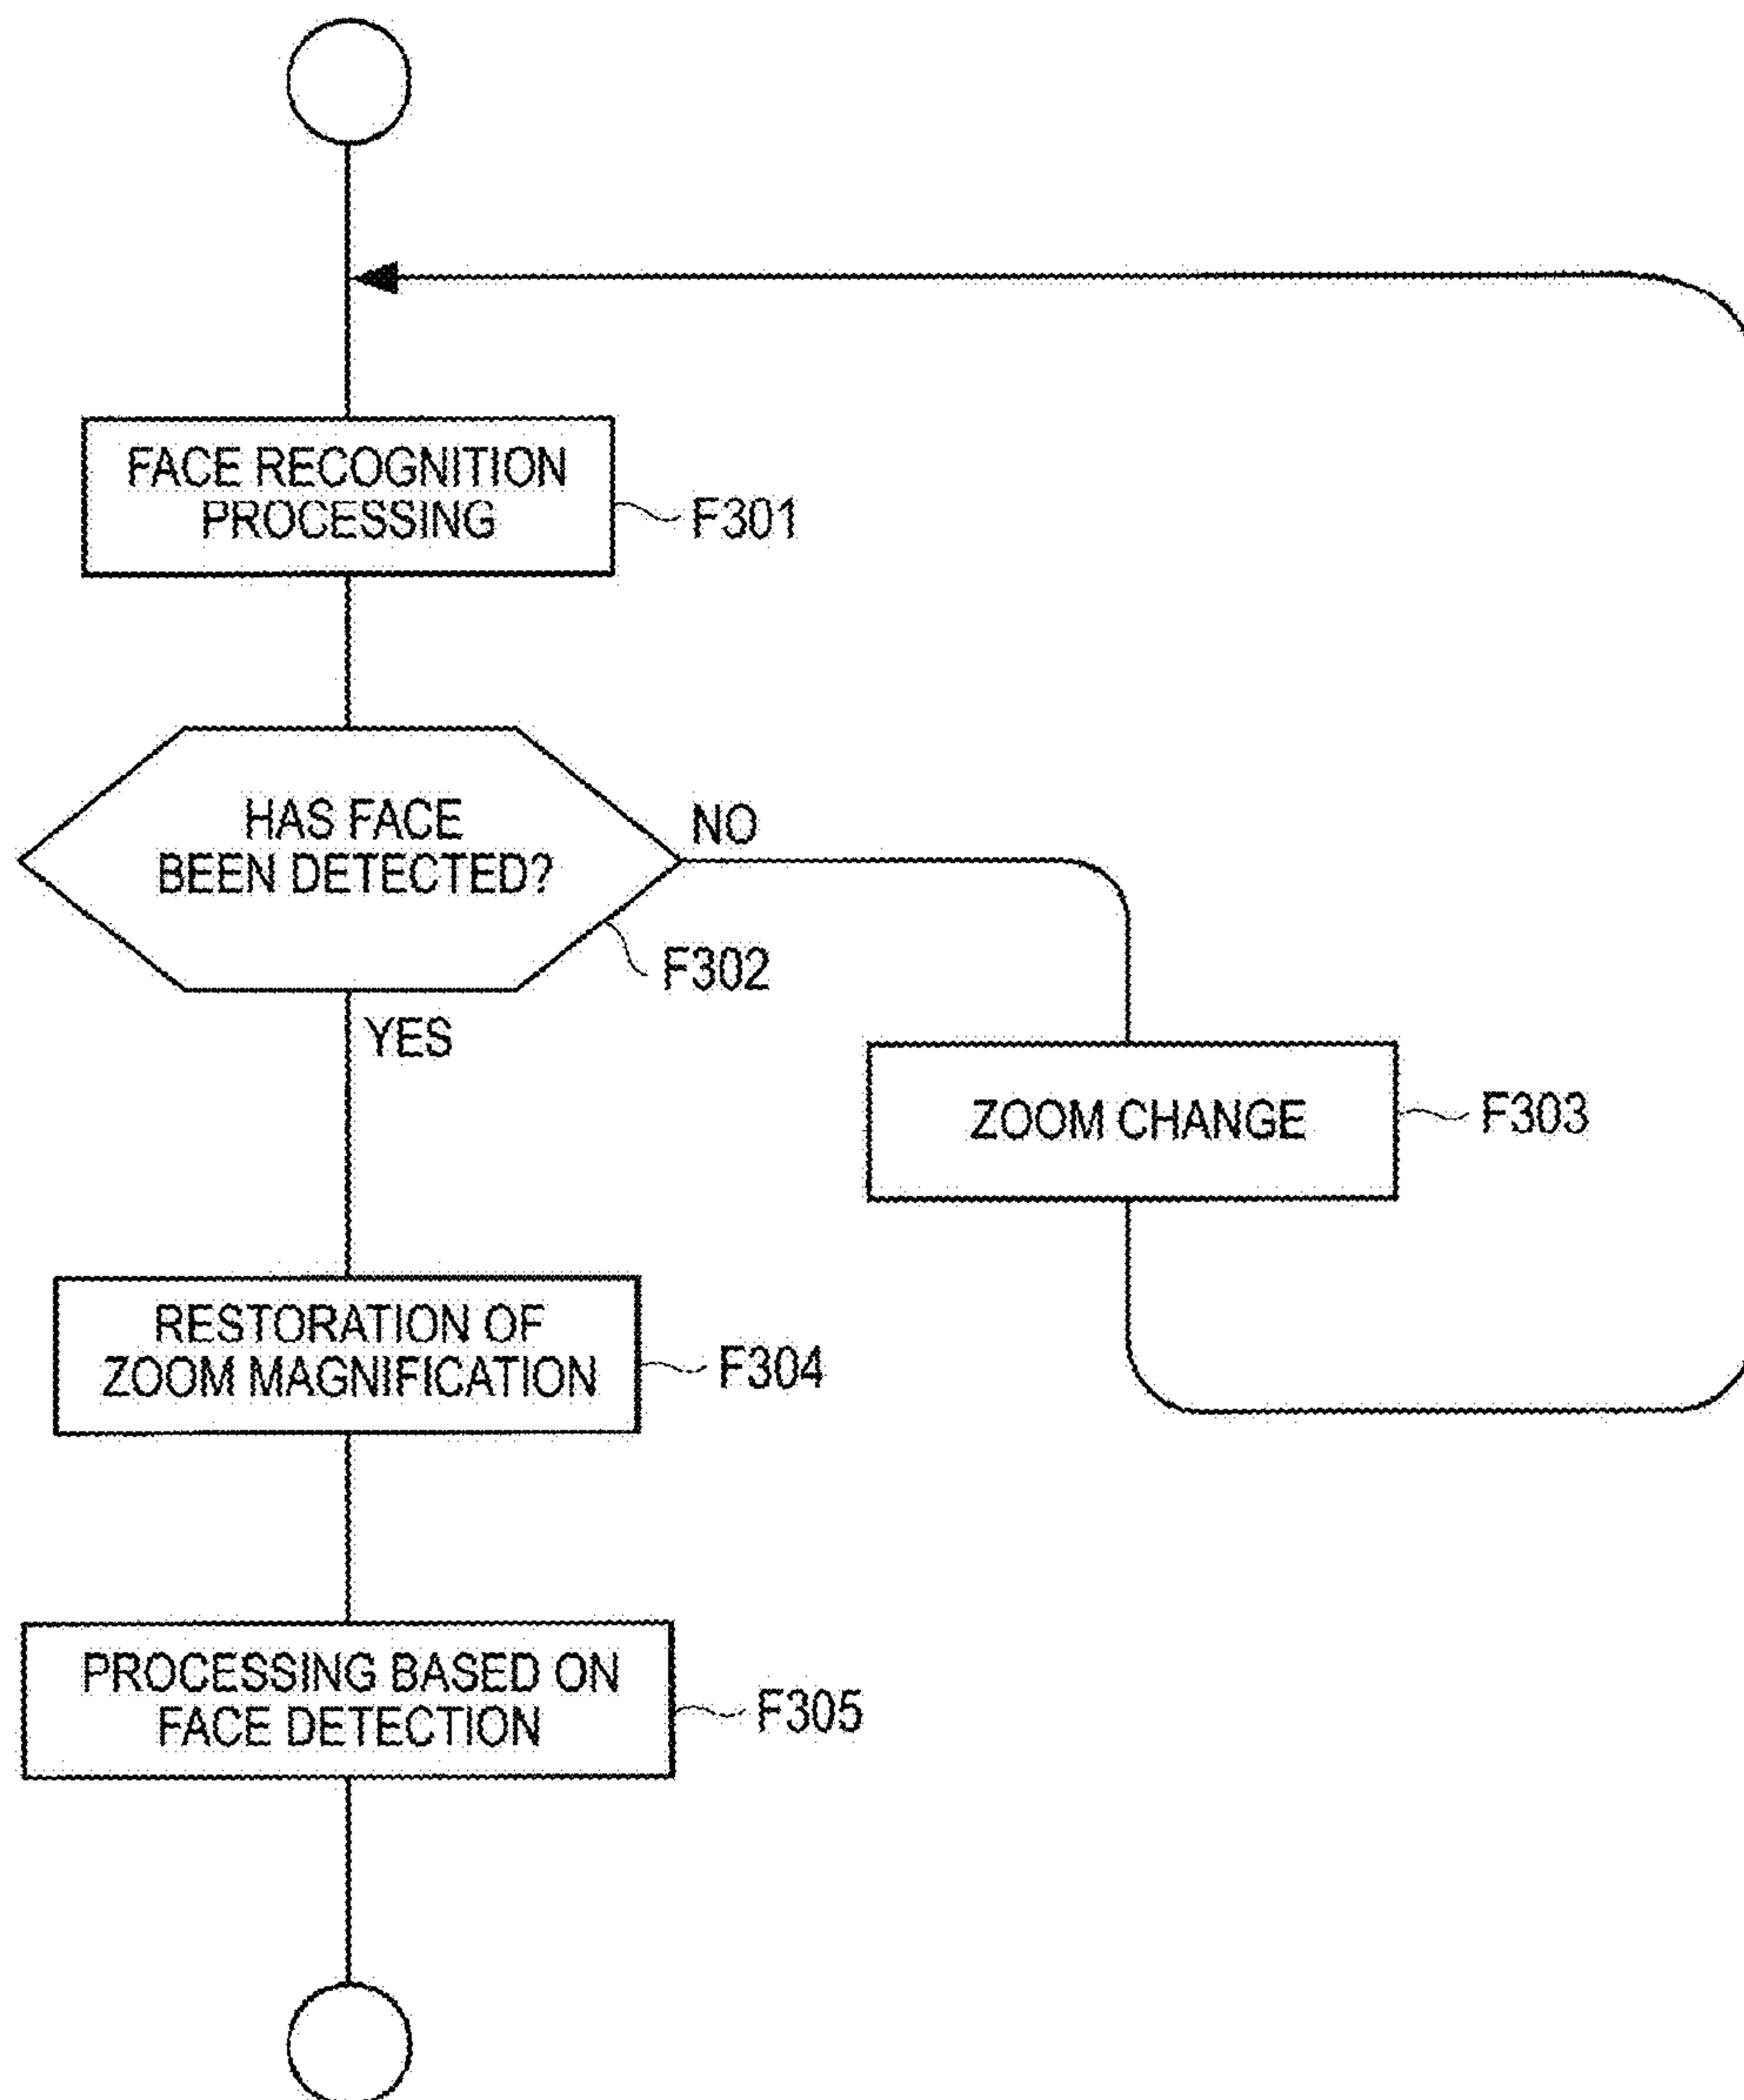 FACE RECOGNITION
PROCESSING
F301
HAS FACE
BEEN DETECTED?
NO
F302
YES
ZOOM CHANGE
F303
RESTORATION OF
ZOOM MAGNIFICATION
F304
PROCESSING BASED ON
FACE DETECTION
F305